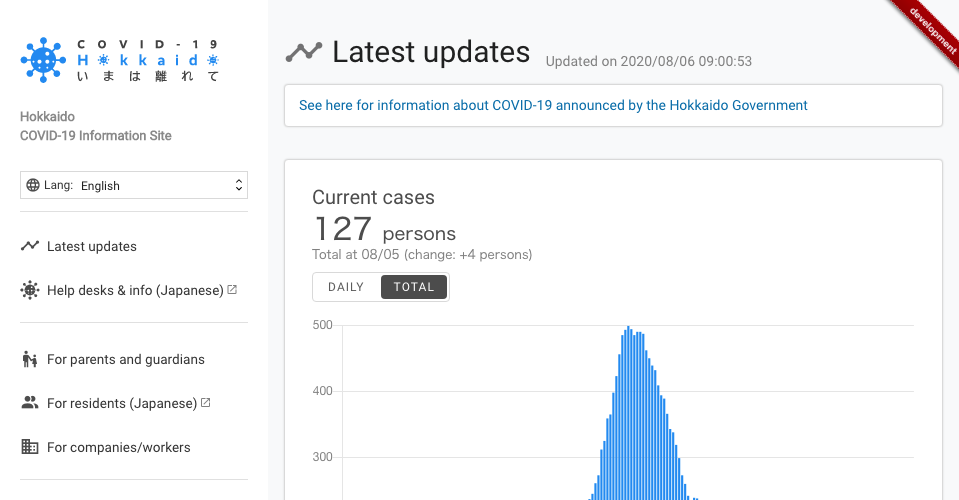 COVID-19
Hokkaido
いまは離れて
Hokkaido
COVID-19 Information Site
Lang: English
Latest updates
Help desks & info (Japanese)
For parents and guardians
For residents (Japanese)
For companies/workers
development
Latest updates Updated on 2020/08/06 09:00:53
See here for information about COVID-19 announced by the Hokkaido Government
Current cases
127 persons
Total at 08/05 (change: +4 persons)
DAILY TOTAL
500
400
300